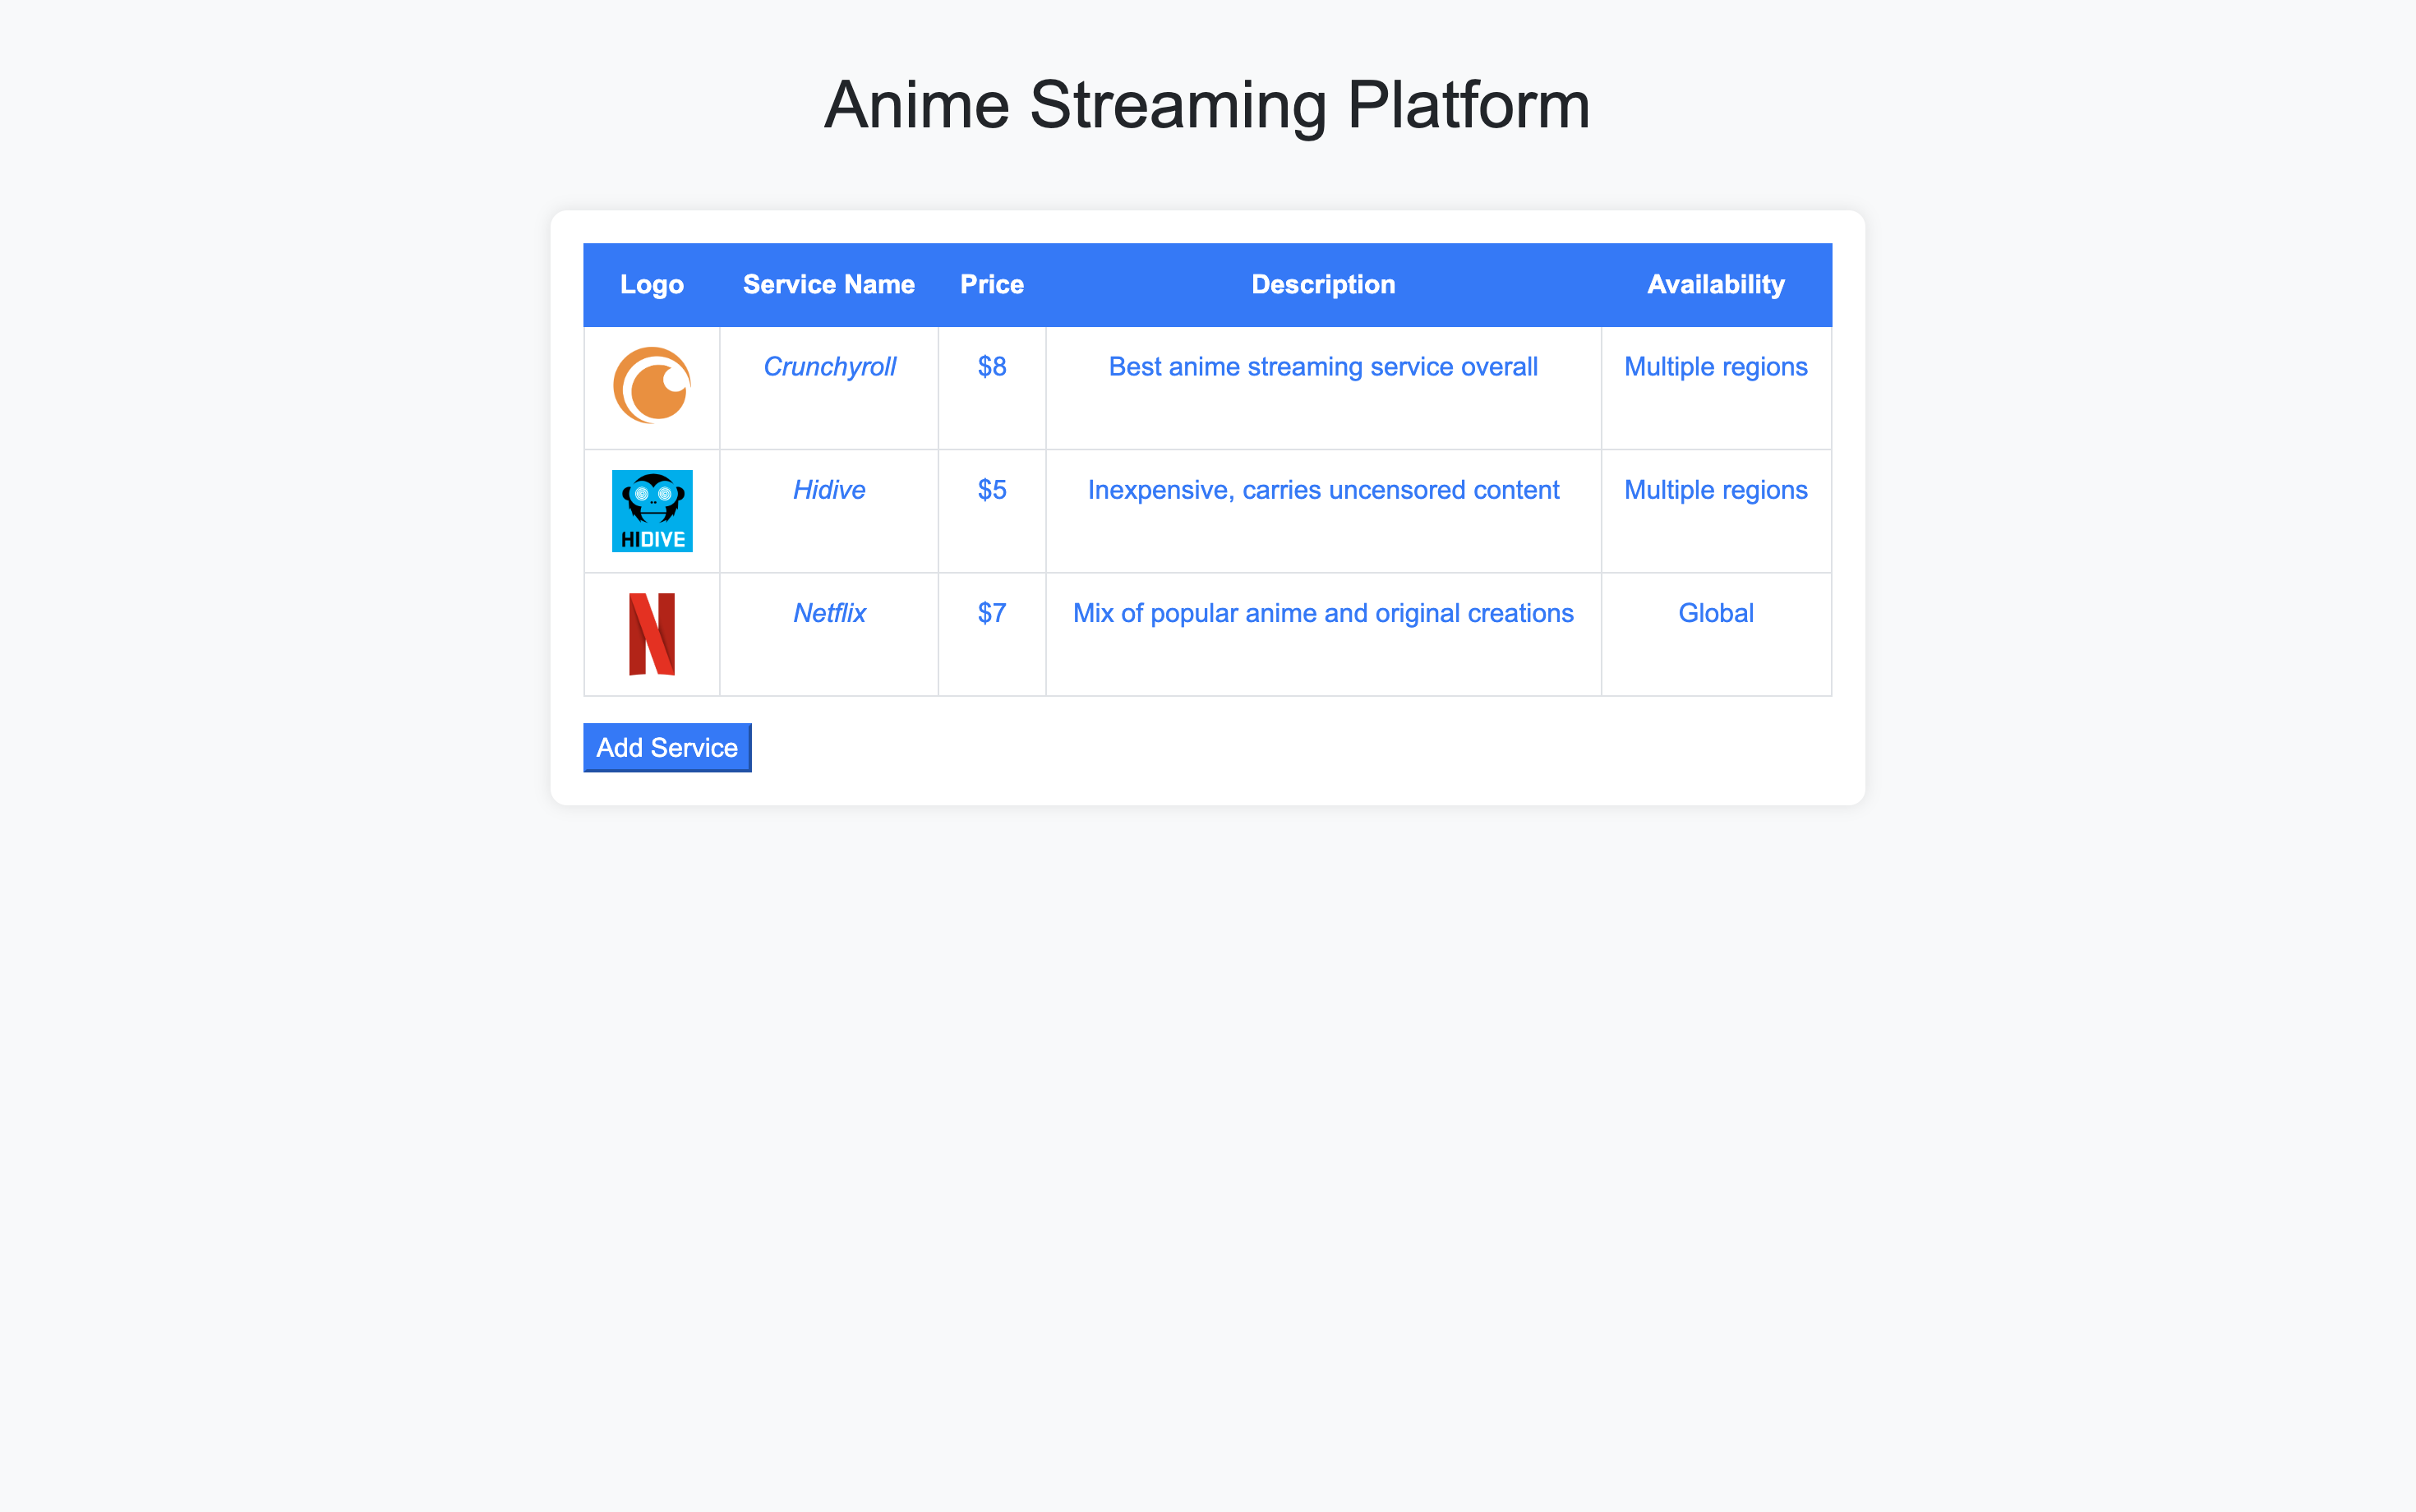 Anime Streaming Platform
Logo Service Name Price Description Availability
Crunchyroll $8 Best anime streaming service overall Multiple regions
HIDIVE Hidive $5 Inexpensive, carries uncensored content Multiple regions
Netflix $7 Mix of popular anime and original creations Global
Add Service